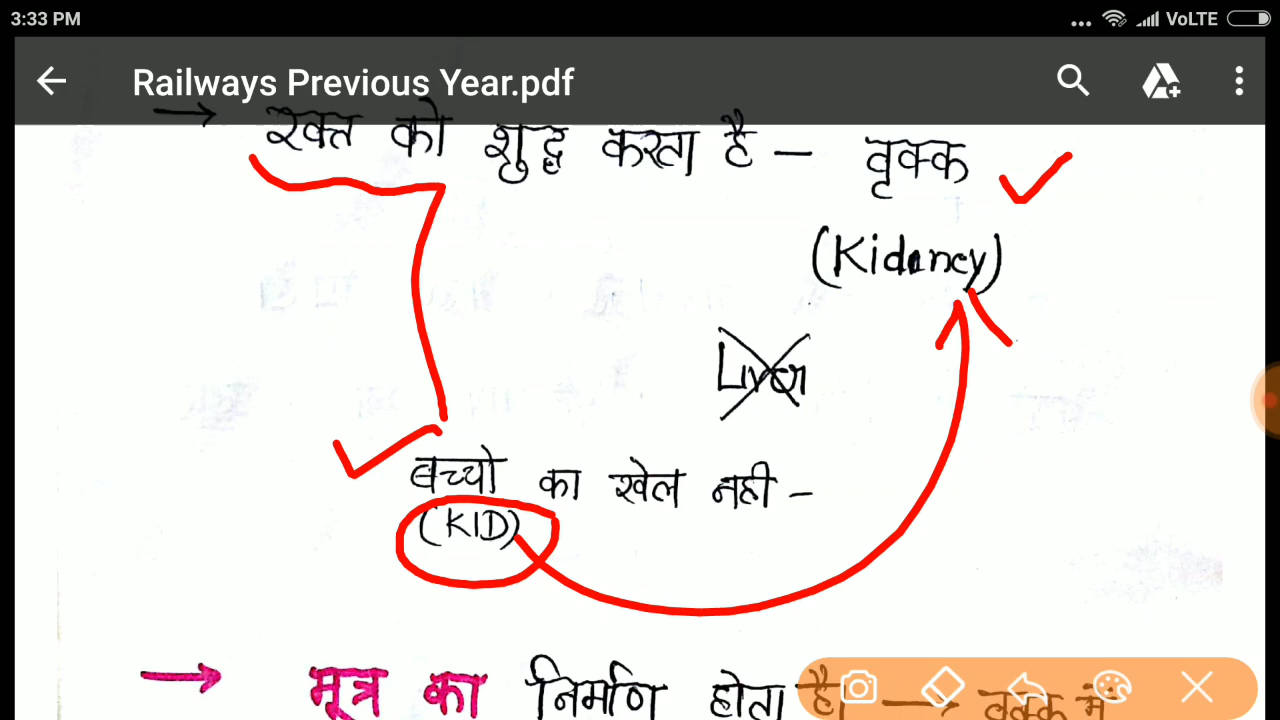 3:33 PM
VoLTE
Railways Previous Year.pdf
→ रक्त को शुद्ध करता है – वृक्क
(Kidency)
Liver
बच्चो का खेल नही –
(KID)
→ मूत्र का निर्माण होता है। → वृक्क में